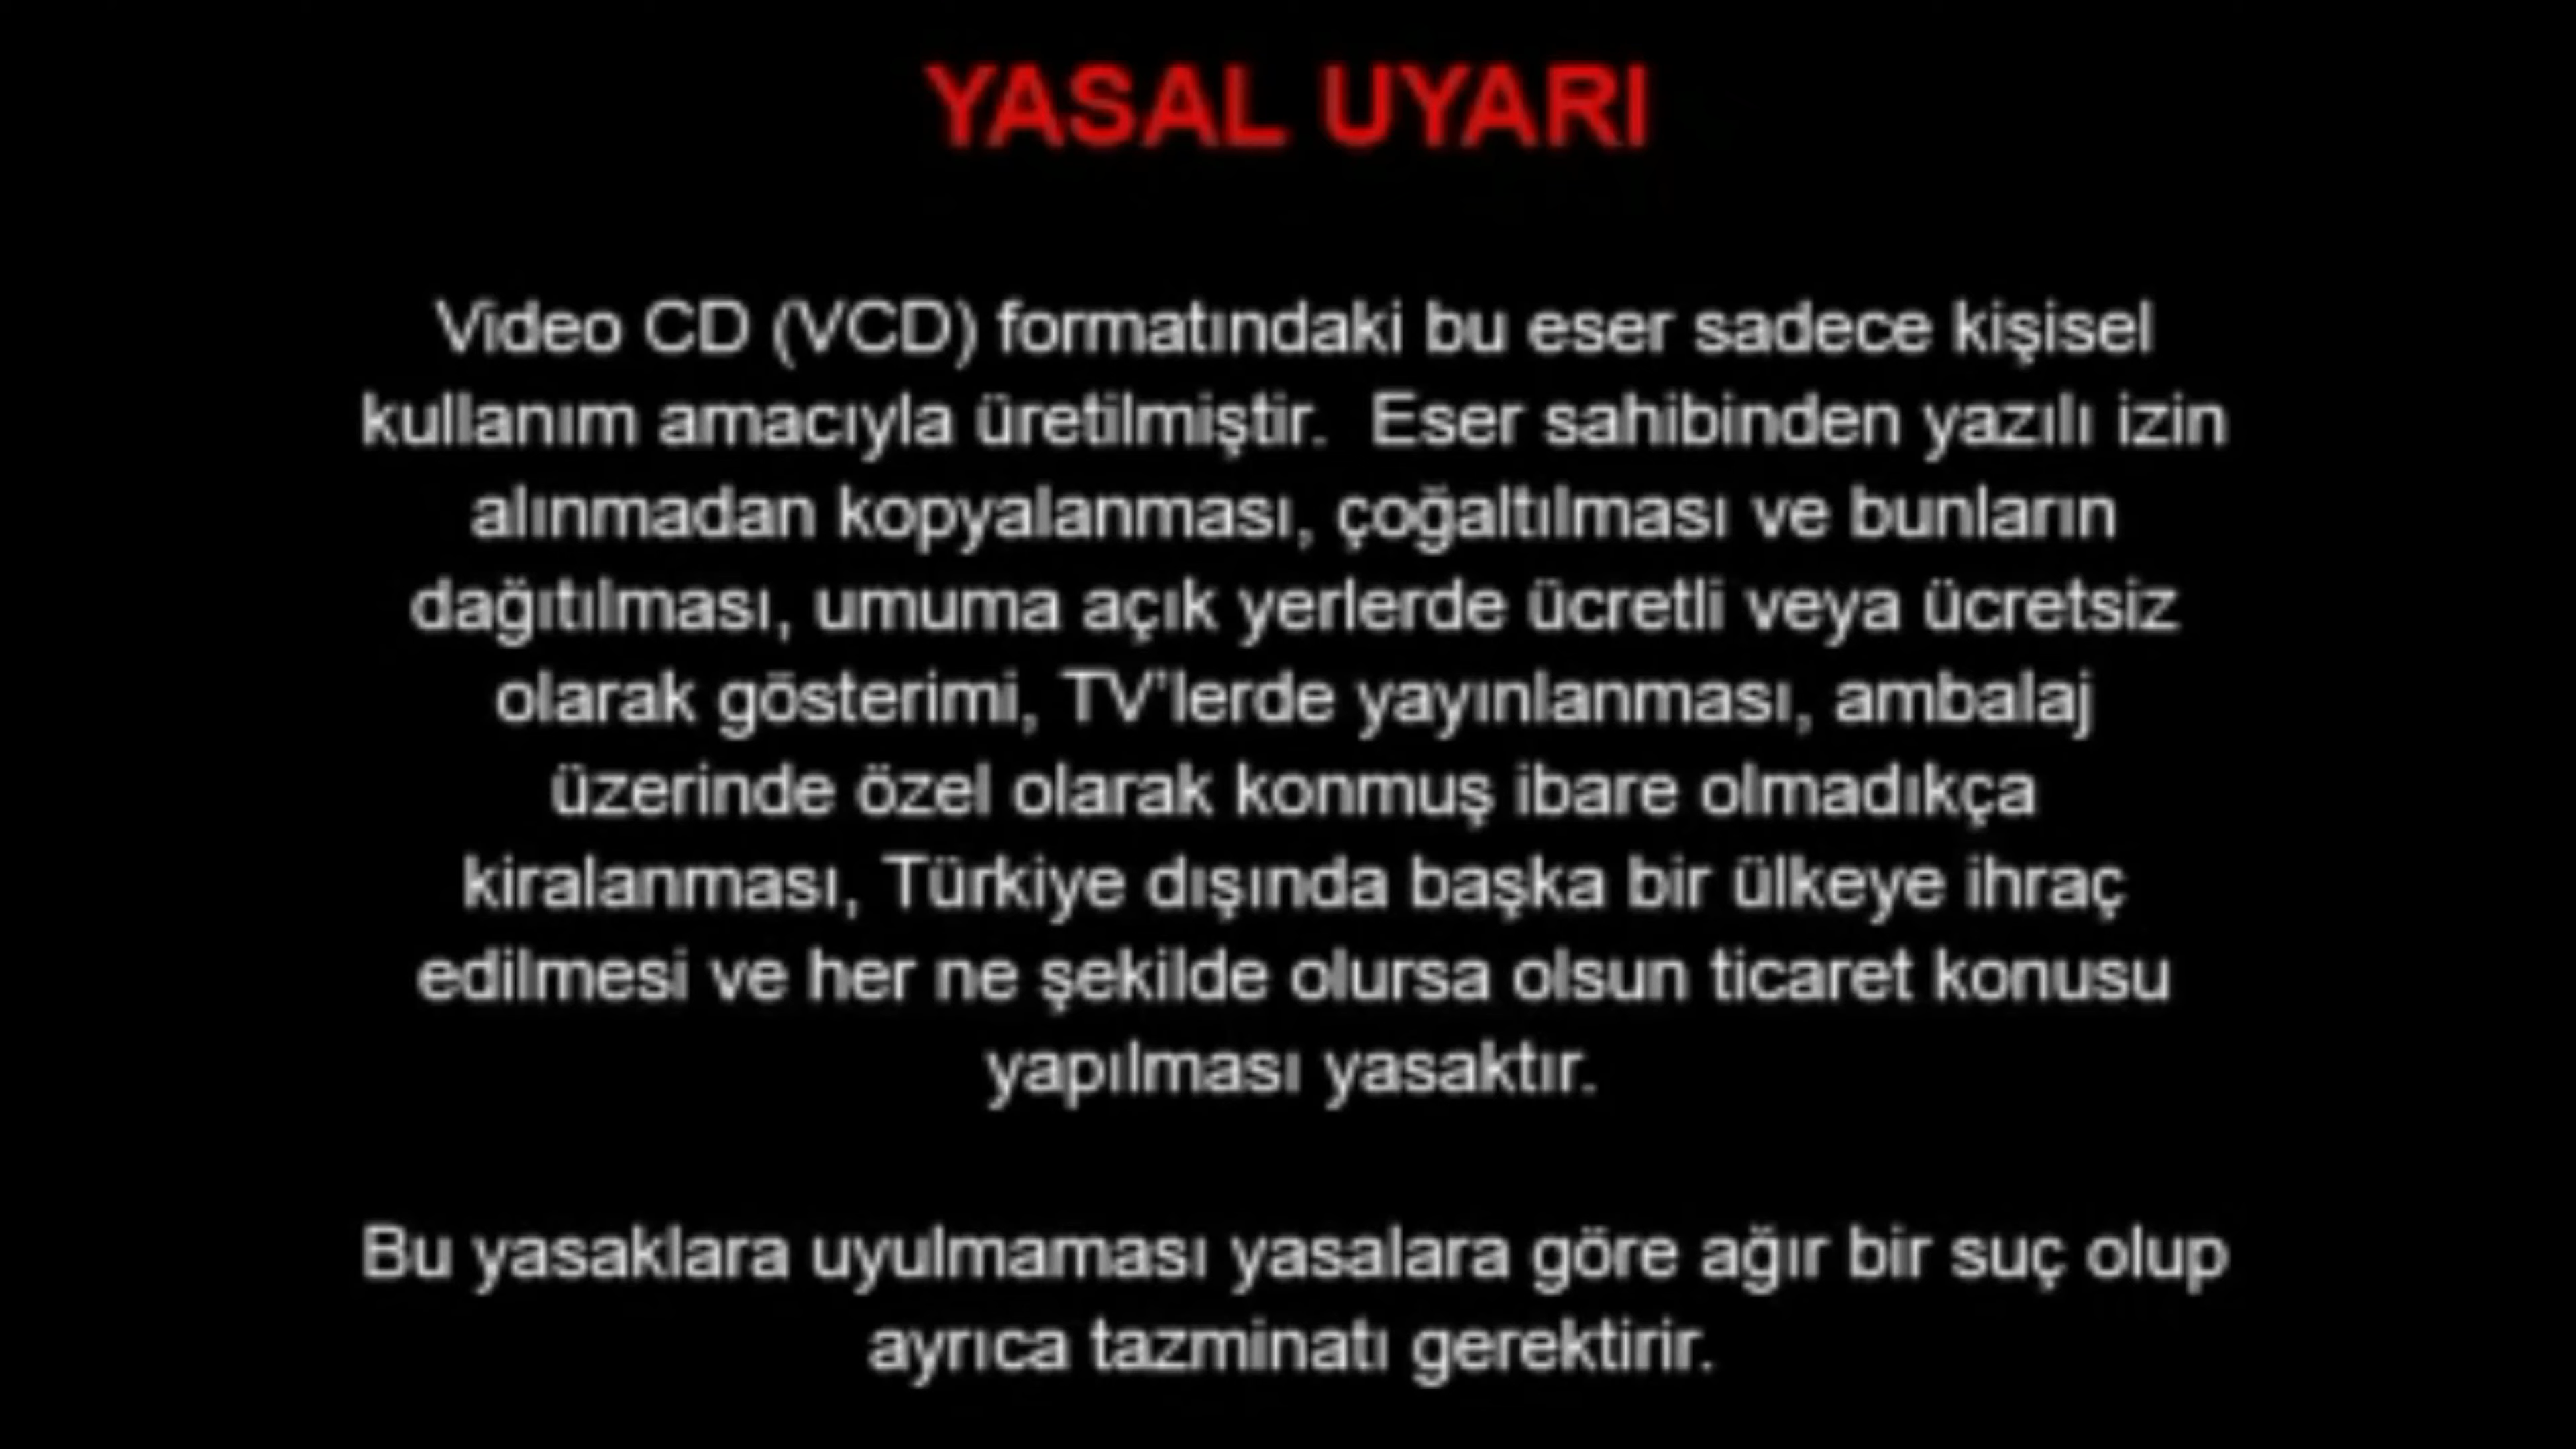 YASAL UYARI
Video CD (VCD) formatındaki bu eser sadece kişisel
kullanım amacıyla üretilmiştir.  Eser sahibinden yazılı izin
alınmadan kopyalanması, çoğaltılması ve bunların
dağıtılması, umuma açık yerlerde ücretli veya ücretsiz
olarak gösterimi, TV'lerde yayınlanması, ambalaj
üzerinde özel olarak konmuş ibare olmadıkça
kiralanması, Türkiye dışında başka bir ülkeye ihraç
edilmesi ve her ne şekilde olursa olsun ticaret konusu
yapılması yasaktır.
Bu yasaklara uyulmaması yasalara göre ağır bir suç olup
ayrıca tazminatı gerektirir.